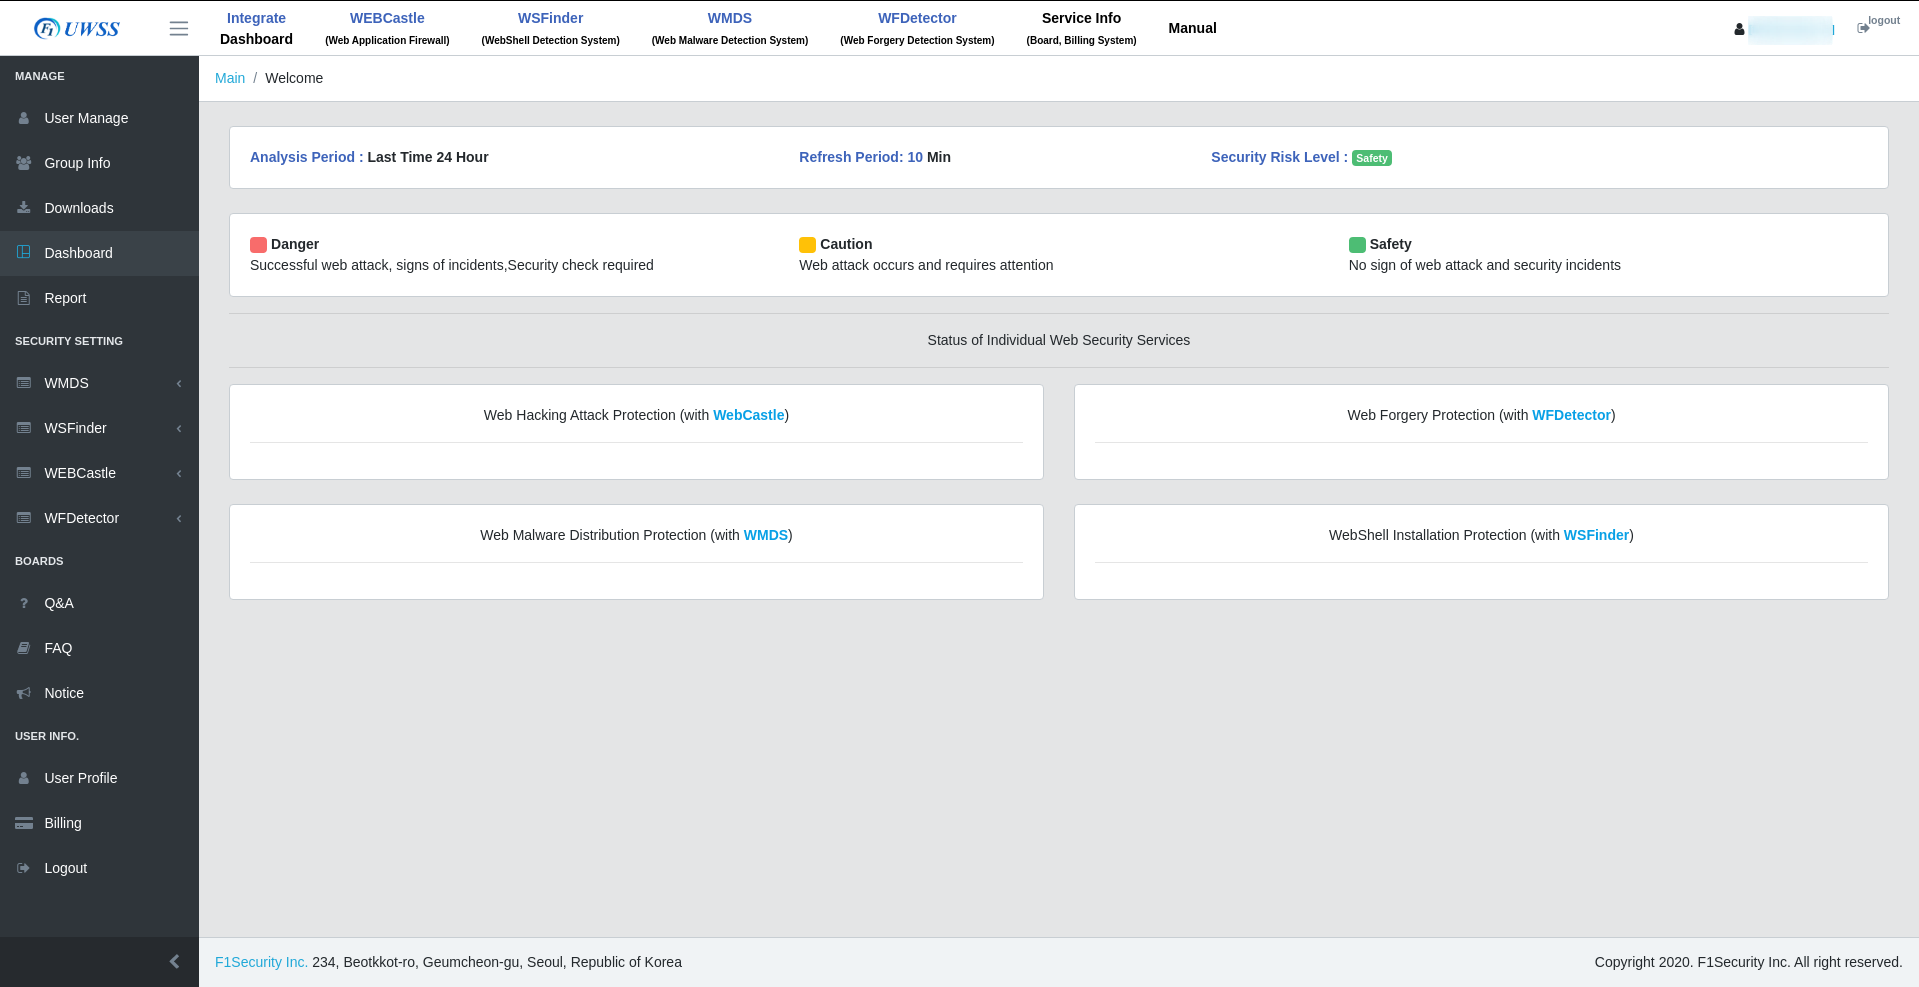 F1 UWSS
Integrate
Dashboard
WEBCastle
(Web Application Firewall)
WSFinder
(WebShell Detection System)
WMDS
(Web Malware Detection System)
WFDetector
(Web Forgery Detection System)
Service Info
(Board, Billing System)
Manual
logout
MANAGE
User Manage
Group Info
Downloads
Dashboard
Report
SECURITY SETTING
WMDS
WSFinder
WEBCastle
WFDetector
BOARDS
Q&A
FAQ
Notice
USER INFO.
User Profile
Billing
Logout
Main / Welcome
Analysis Period : Last Time 24 Hour
Refresh Period: 10 Min
Security Risk Level : Safety
Danger
Successful web attack, signs of incidents,Security check required
Caution
Web attack occurs and requires attention
Safety
No sign of web attack and security incidents
Status of Individual Web Security Services
Web Hacking Attack Protection (with WebCastle)
Web Forgery Protection (with WFDetector)
Web Malware Distribution Protection (with WMDS)
WebShell Installation Protection (with WSFinder)
F1Security Inc. 234, Beotkkot-ro, Geumcheon-gu, Seoul, Republic of Korea
Copyright 2020. F1Security Inc. All right reserved.